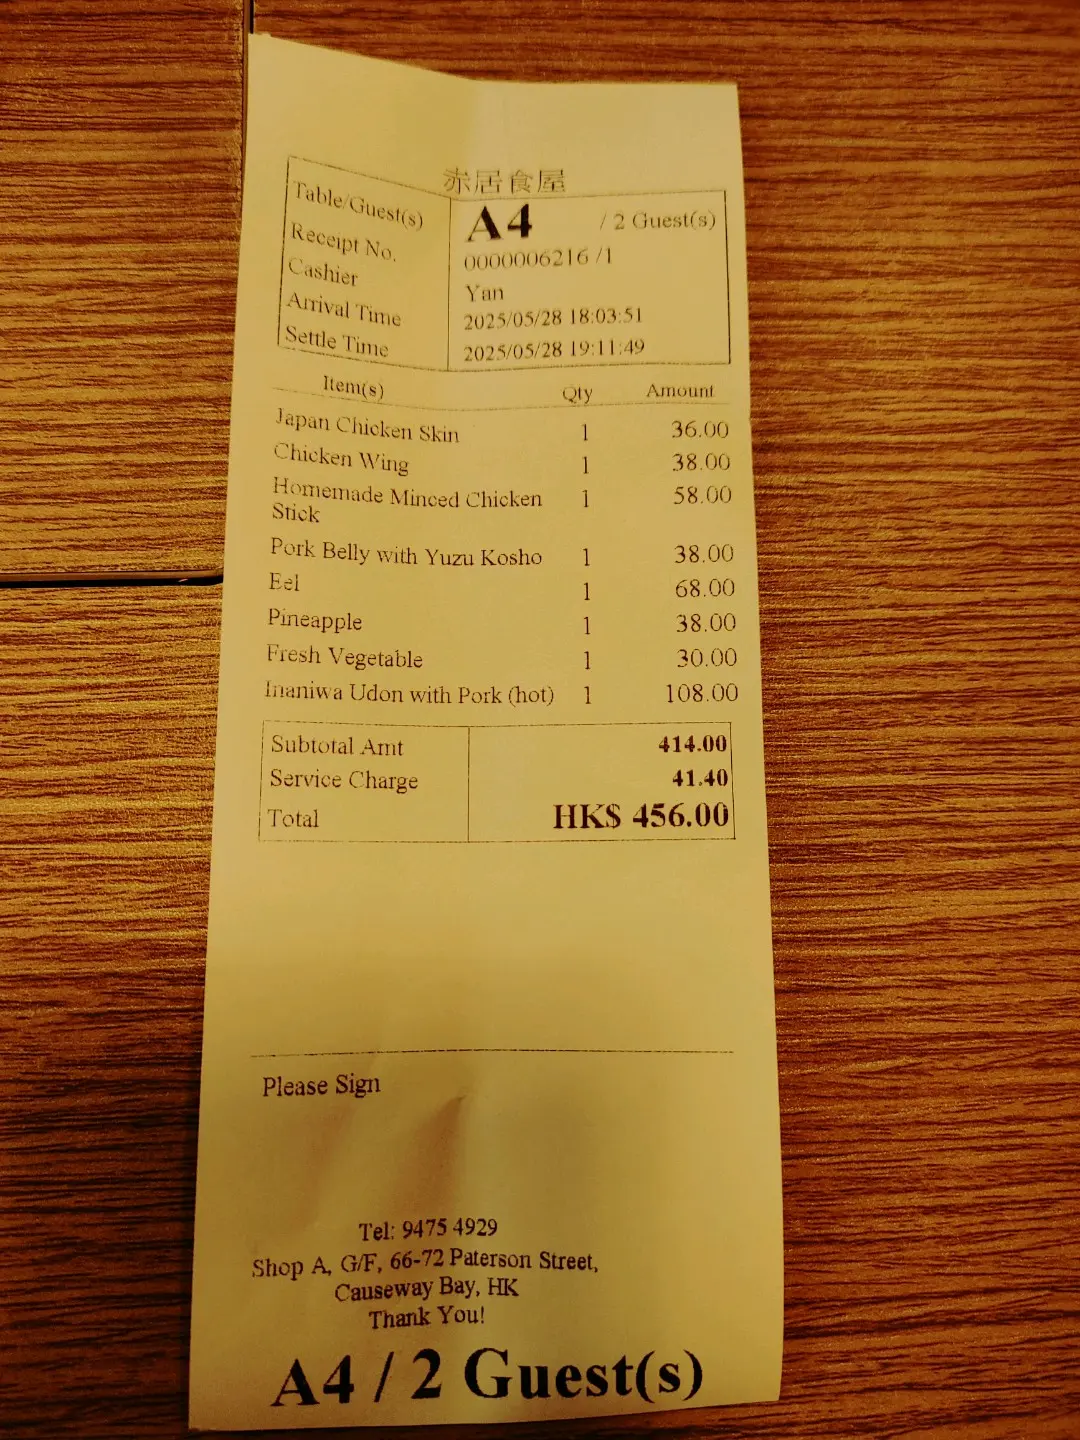 赤居食屋
Table/Guest(s) A4 / 2 Guest(s)
Receipt No. 0000006216 /1
Cashier Yan
Arrival Time 2025/05/28 18:03:51
Settle Time 2025/05/28 19:11:49
Item(s) Qty Amount
Japan Chicken Skin 1 36.00
Chicken Wing 1 38.00
Homemade Minced Chicken 1 58.00
Stick
Pork Belly with Yuzu Kosho 1 38.00
Eel 1 68.00
Pineapple 1 38.00
Fresh Vegetable 1 30.00
Inaniwa Udon with Pork (hot) 1 108.00
Subtotal Amt 414.00
Service Charge 41.40
Total HK$ 456.00
Please Sign
Tel: 9475 4929
Shop A, G/F, 66-72 Paterson Street,
Causeway Bay, HK
Thank You!
A4 / 2 Guest(s)